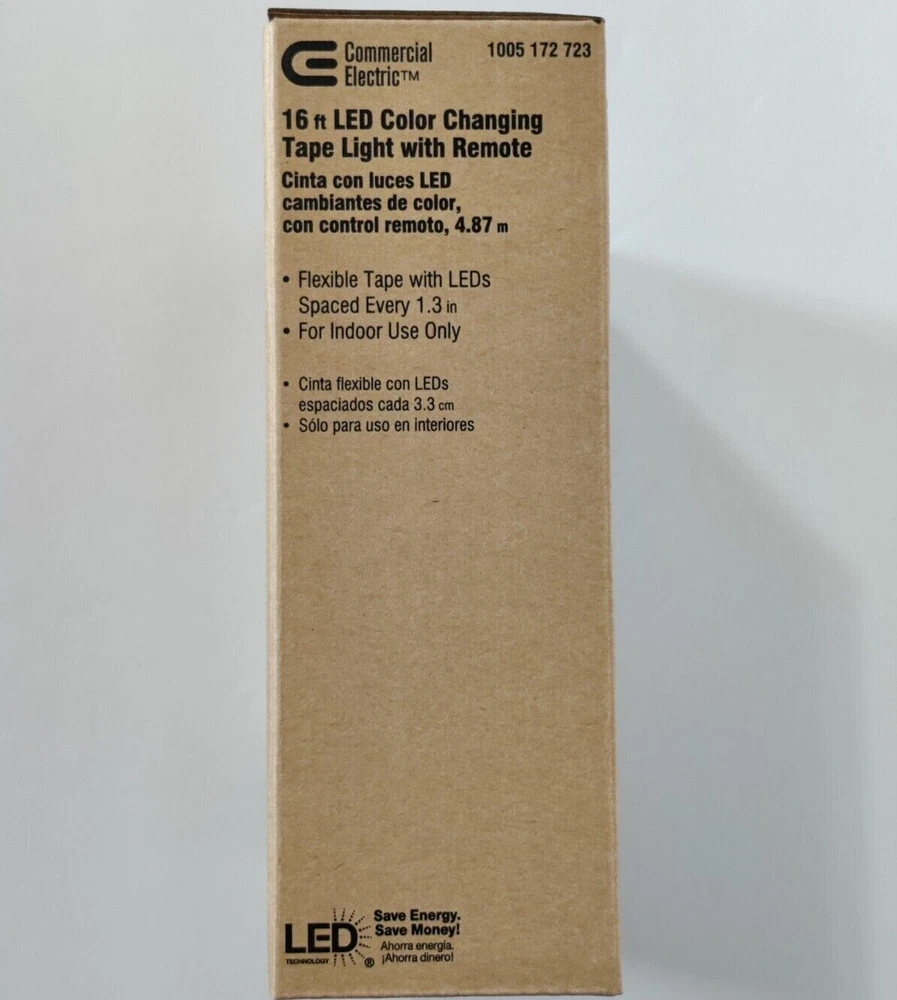 Commercial
Electric™
1005 172 723
16 ft LED Color Changing
Tape Light with Remote
Cinta con luces LED
cambiantes de color,
con control remoto, 4.87 m
• Flexible Tape with LEDs
Spaced Every 1.3 in
• For Indoor Use Only
• Cinta flexible con LEDs
espaciados cada 3.3 cm
• Sólo para uso en interiores
LED
TECHNOLOGY ®
Save Energy.
Save Money!
Ahorra energía.
¡Ahorra dinero!